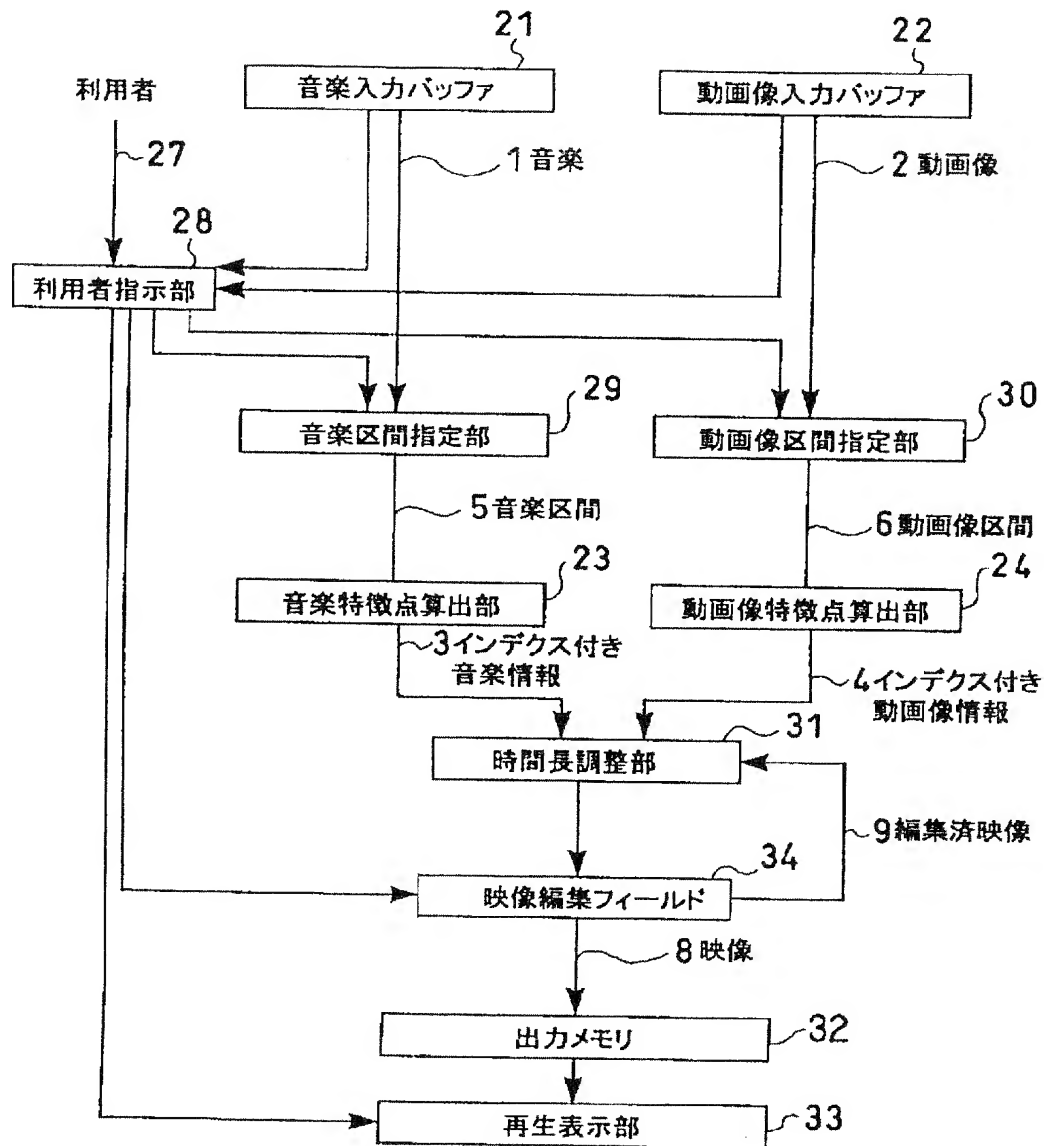 21
音楽入力バッファ
22
動画像入力バッファ
利用者
27
1 音楽
2 動画像
28
利用者指示部
29
音楽区間指定部
30
動画像区間指定部
5 音楽区間
6 動画像区間
23
音楽特徴点算出部
24
動画像特徴点算出部
3 インデクス付き
音楽情報
4 インデクス付き
動画像情報
31
時間長調整部
9 編集済映像
34
映像編集フィールド
8 映像
出力メモリ
32
再生表示部
33